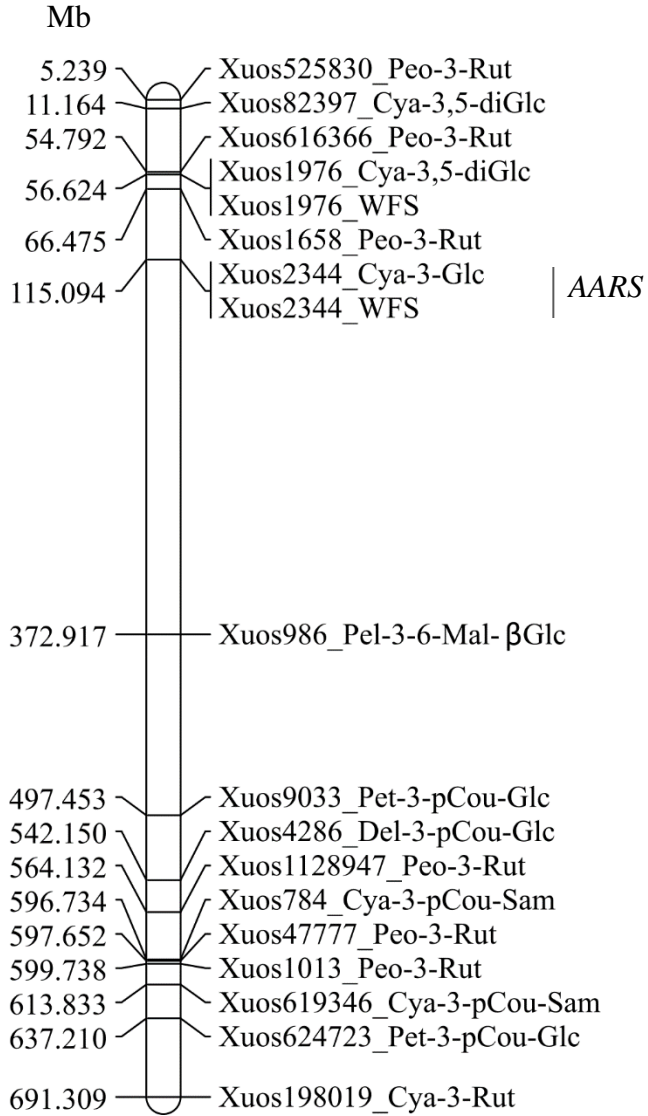 Mb
5.239 Xuos525830_Peo-3-Rut
11.164 Xuos82397_Cya-3,5-diGlc
54.792 Xuos616366_Peo-3-Rut
56.624 Xuos1976_Cya-3,5-diGlc
Xuos1976_WFS
66.475 Xuos1658_Peo-3-Rut
115.094 Xuos2344_Cya-3-Glc AARS
Xuos2344_WFS
372.917 Xuos986_Pel-3-6-Mal-βGlc
497.453 Xuos9033_Pet-3-pCou-Glc
542.150 Xuos4286_Del-3-pCou-Glc
564.132 Xuos1128947_Peo-3-Rut
596.734 Xuos784_Cya-3-pCou-Sam
597.652 Xuos47777_Peo-3-Rut
599.738 Xuos1013_Peo-3-Rut
613.833 Xuos619346_Cya-3-pCou-Sam
637.210 Xuos624723_Pet-3-pCou-Glc
691.309 Xuos198019_Cya-3-Rut